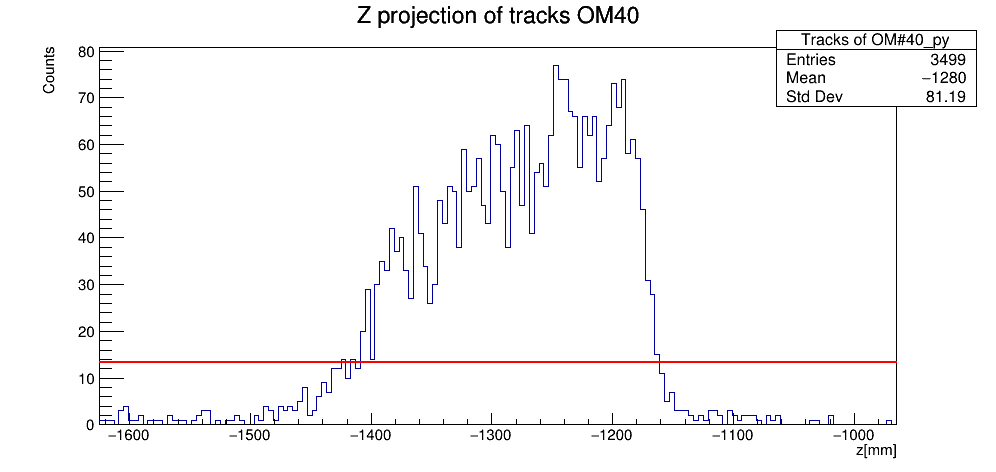 Z projection of tracks OM40
Tracks of OM#40_py
Entries 3499
Mean −1280
Std Dev 81.19
Counts
80
70
60
50
40
30
20
10
0
−1600 −1500 −1400 −1300 −1200 −1100 −1000
z[mm]